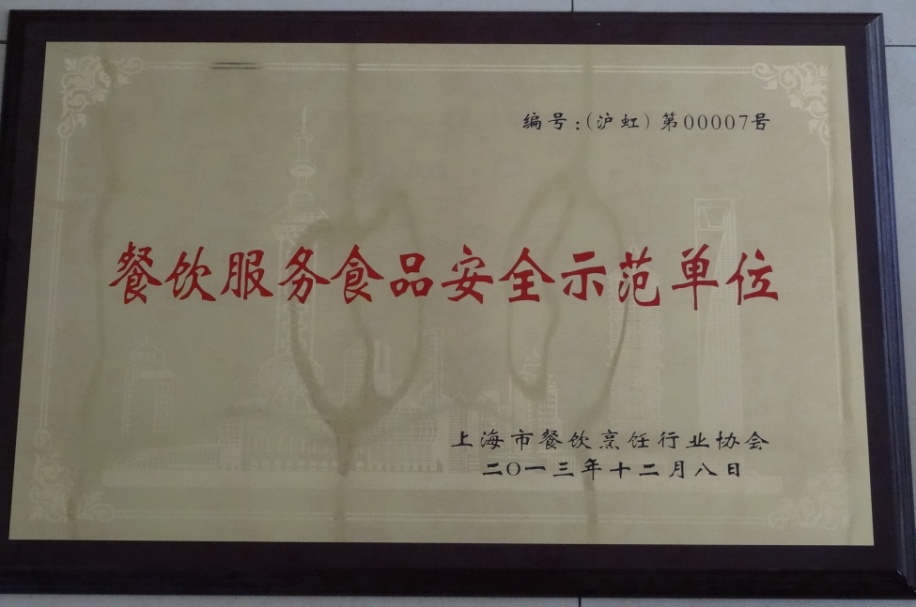 编号：(沪虹)第00007号
餐饮服务食品安全示范单位
上海市餐饮烹饪行业协会
二〇一三年十二月八日